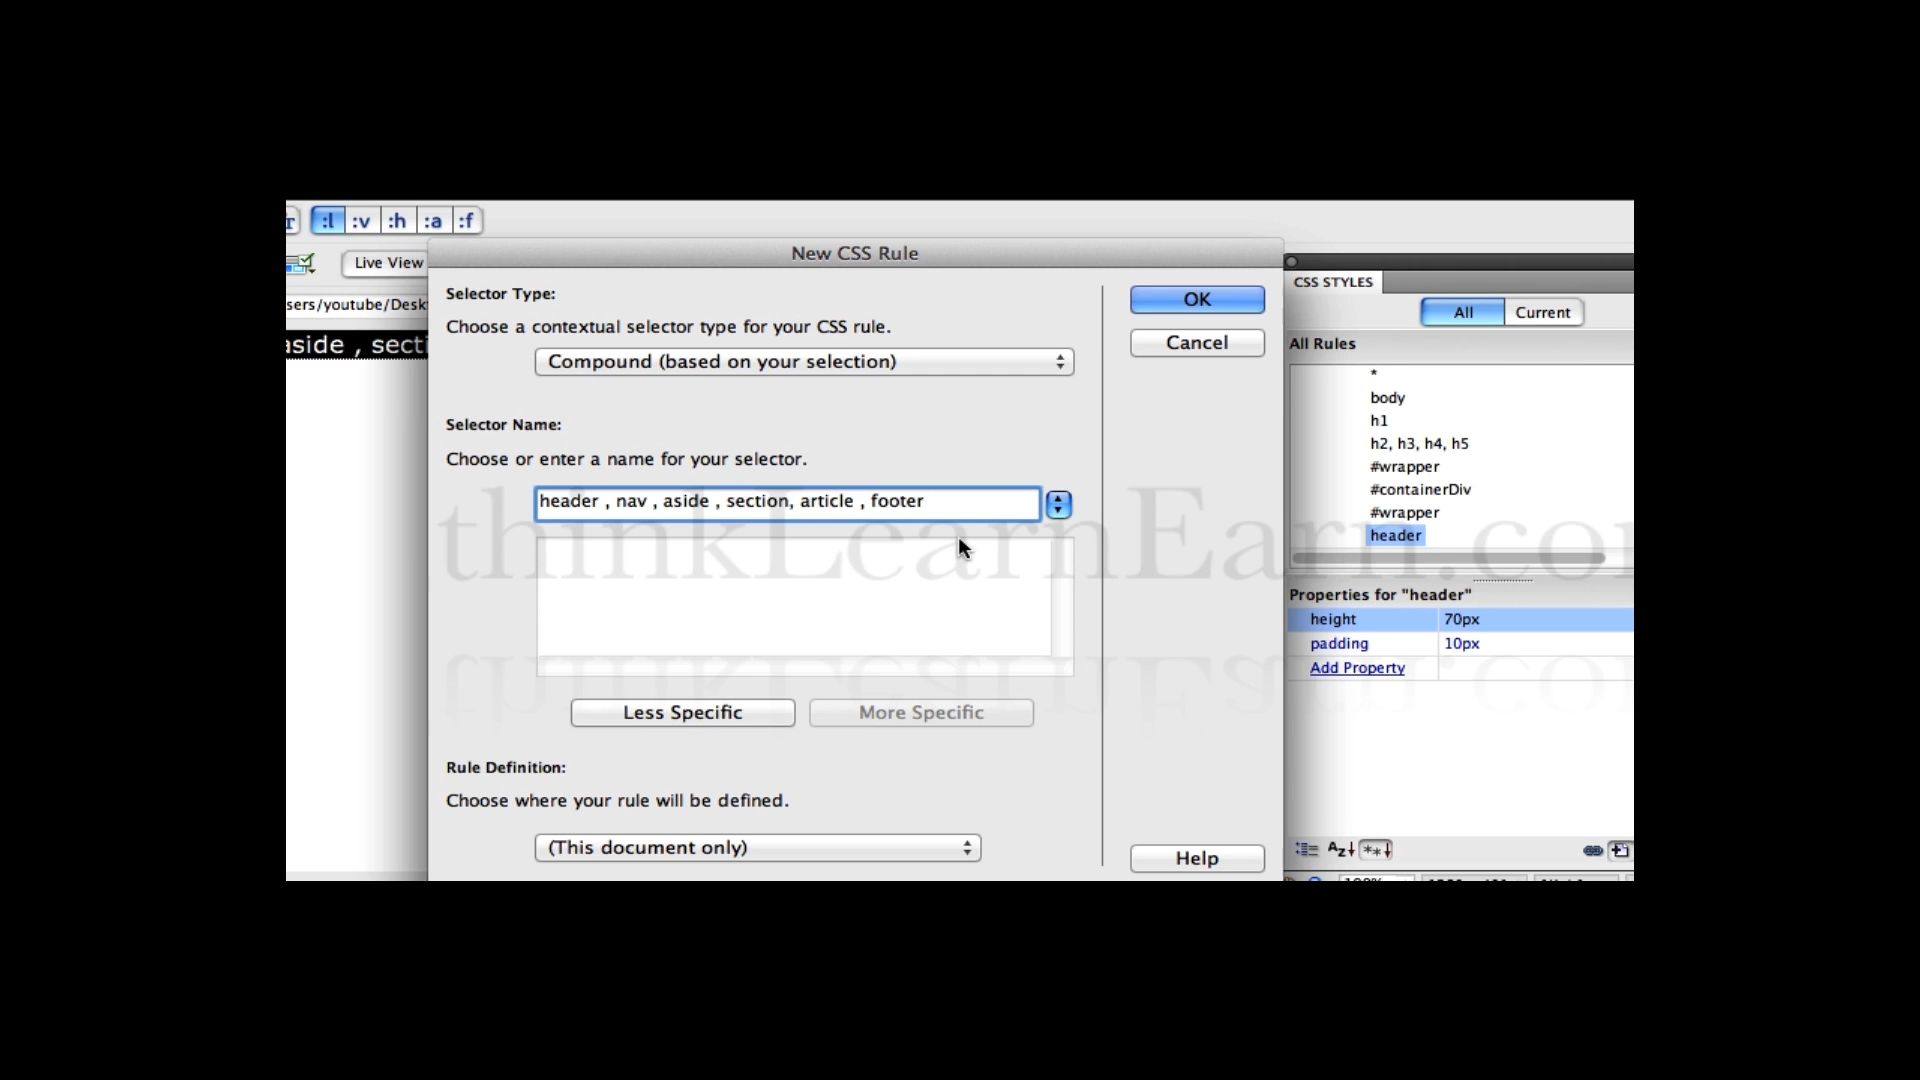 :l :v :h :a :f
New CSS Rule
Live View
sers/youtube/Desk
aside , secti
Selector Type:
Choose a contextual selector type for your CSS rule.
Compound (based on your selection)
Selector Name:
Choose or enter a name for your selector.
header , nav , aside , section, article , footer
Less Specific
More Specific
Rule Definition:
Choose where your rule will be defined.
(This document only)
OK
Cancel
Help
CSS STYLES
All
Current
All Rules
*
body
h1
h2, h3, h4, h5
#wrapper
#containerDiv
#wrapper
header
Properties for "header"
height 70px
padding 10px
Add Property
thinkLearnEarn.co